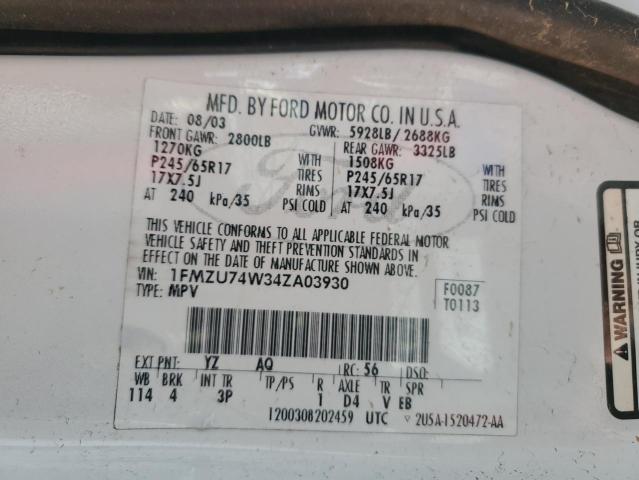 MFD. BY FORD MOTOR CO. IN U.S.A.
DATE: 08/03 GVWR: 5928LB/ 2688KG
FRONT GAWR: 2800LB REAR GAWR: 3325LB
1270KG WITH 1508KG WITH
P245/65R17 TIRES P245/65R17 TIRES
17X7.5J RIMS 17X7.5J RIMS
AT 240 kPa/35 PSI COLD AT 240 kPa/35 PSI COLD
THIS VEHICLE CONFORMS TO ALL APPLICABLE FEDERAL MOTOR
VEHICLE SAFETY AND THEFT PREVENTION STANDARDS IN
EFFECT ON THE DATE OF MANUFACTURE SHOWN ABOVE.
VIN: 1FMZU74W34ZA03930 F0087
TYPE: MPV T0113
EXT PNT: YZ AQ RC: 56 DSO:
WB BRK INT TR TP/PS R AXLE TR SPR
114 4 3P 1 D4 V EB
1200308202459 UTC 2U5A-1520472-AA
Ford
WARNING